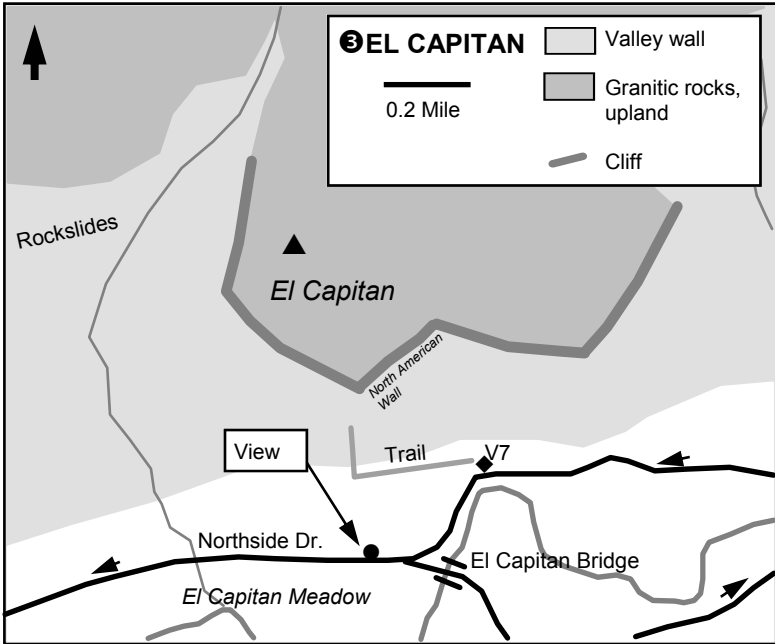 ❸EL CAPITAN
0.2 Mile
Valley wall
Granitic rocks,
upland
Cliff
Rockslides
El Capitan
North American
Wall
View
Trail
V7
Northside Dr.
El Capitan Bridge
El Capitan Meadow